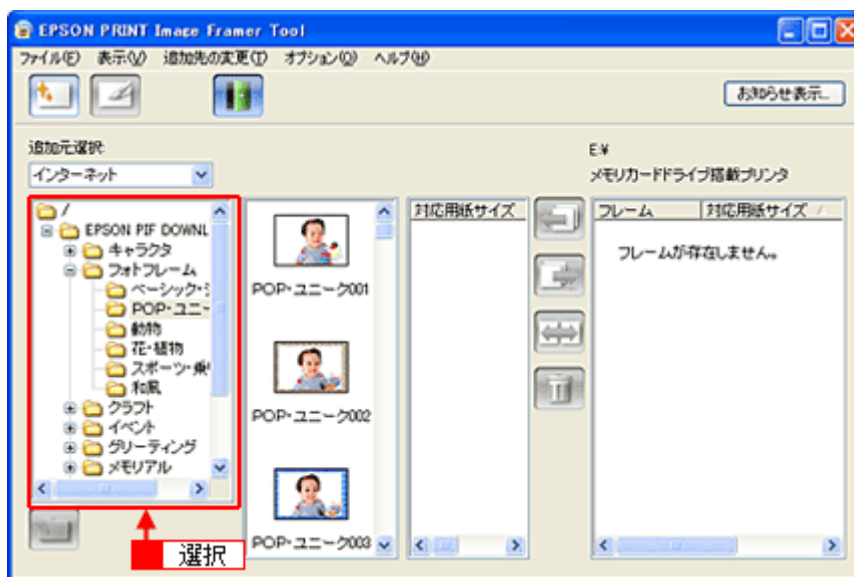 EPSON PRINT Image Framer Tool
ファイル(F) 表示(V) 追加先の変更(T) オプション(O) ヘルプ(H)
お知らせ表示...
追加元選択:
インターネット
E:¥
メモリカードドライブ搭載プリンタ
/
EPSON PIF DOWNL
キャラクタ
フォトフレーム
ベーシック・シ
POP・ユニー
動物
花・植物
スポーツ・乗
和風
クラフト
イベント
グリーティング
メモリアル
POP・ユニーク001
POP・ユニーク002
POP・ユニーク003
対応用紙サイズ
フレーム 対応用紙サイズ
フレームが存在しません。
選択